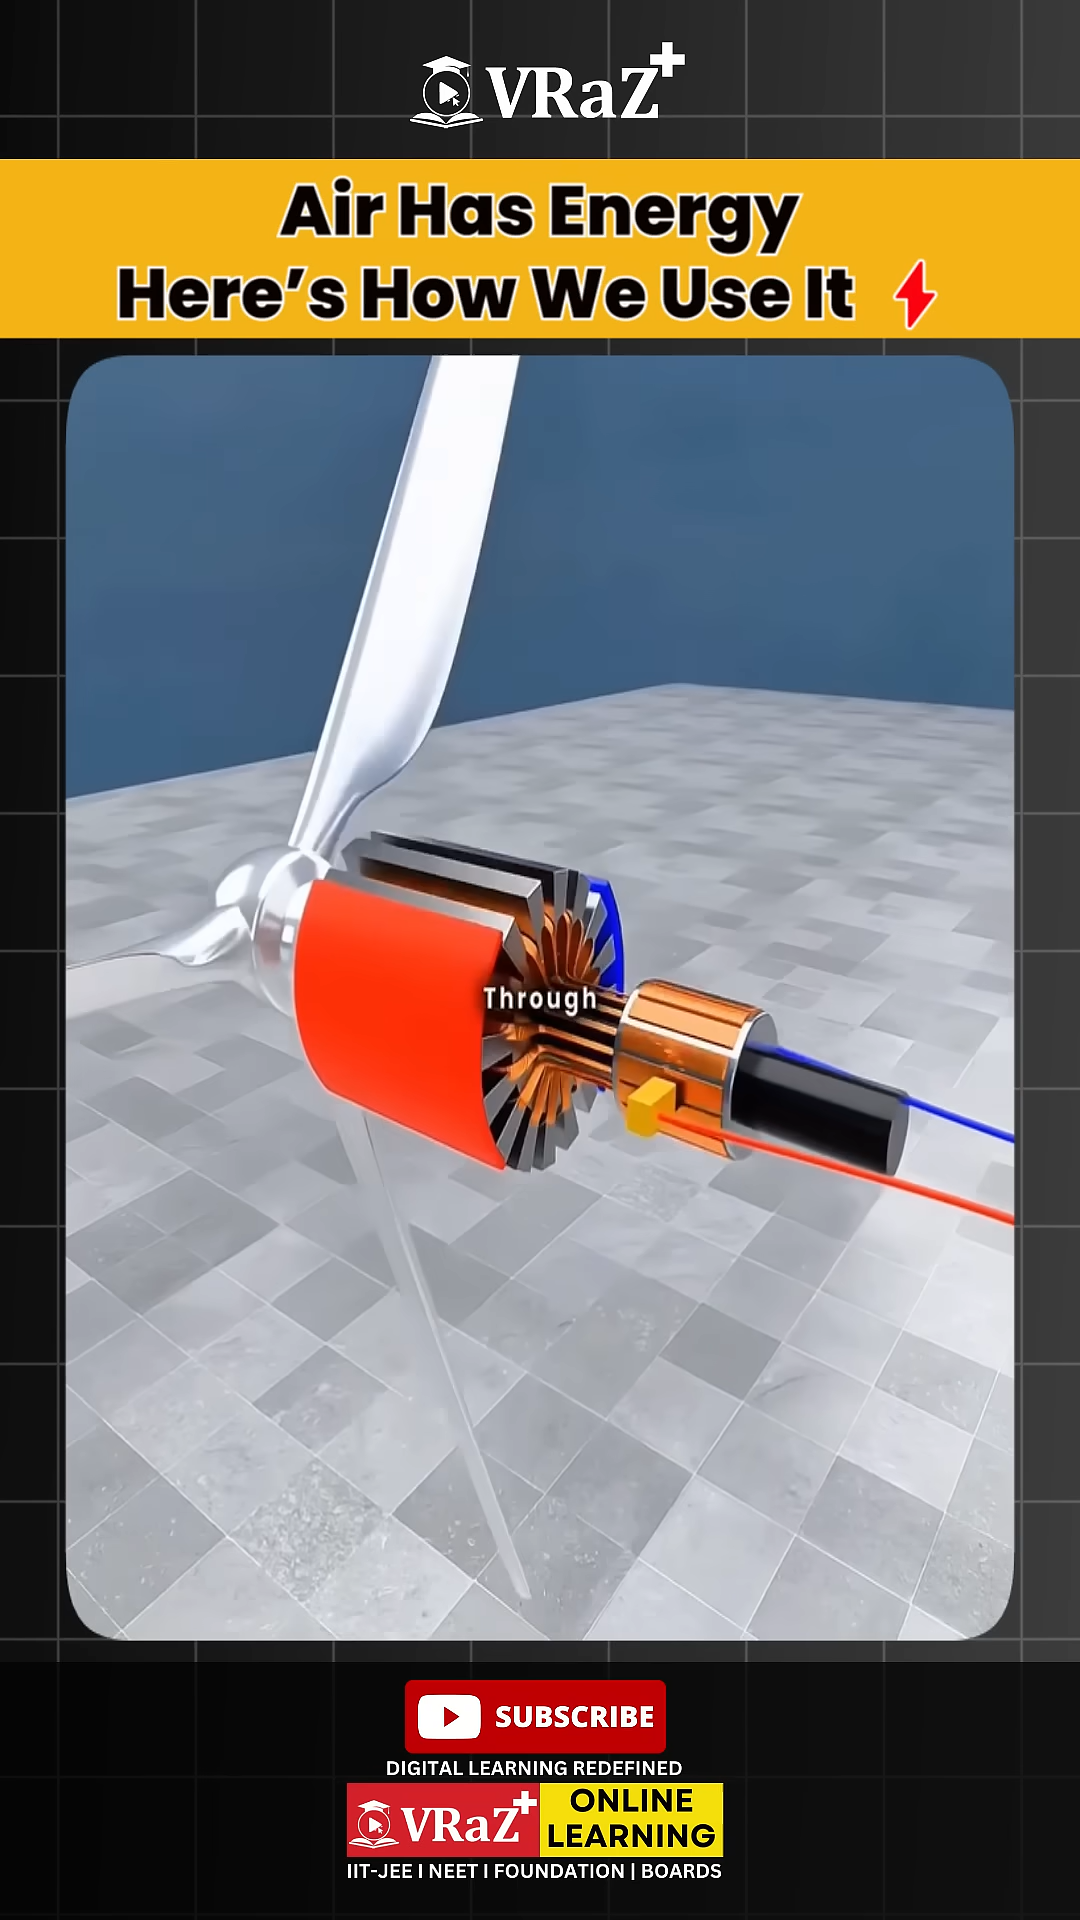 VRaZ+
Air Has Energy
Here's How We Use It
Through
SUBSCRIBE
DIGITAL LEARNING REDEFINED
VRaZ+
ONLINE
LEARNING
IIT-JEE I NEET I FOUNDATION | BOARDS